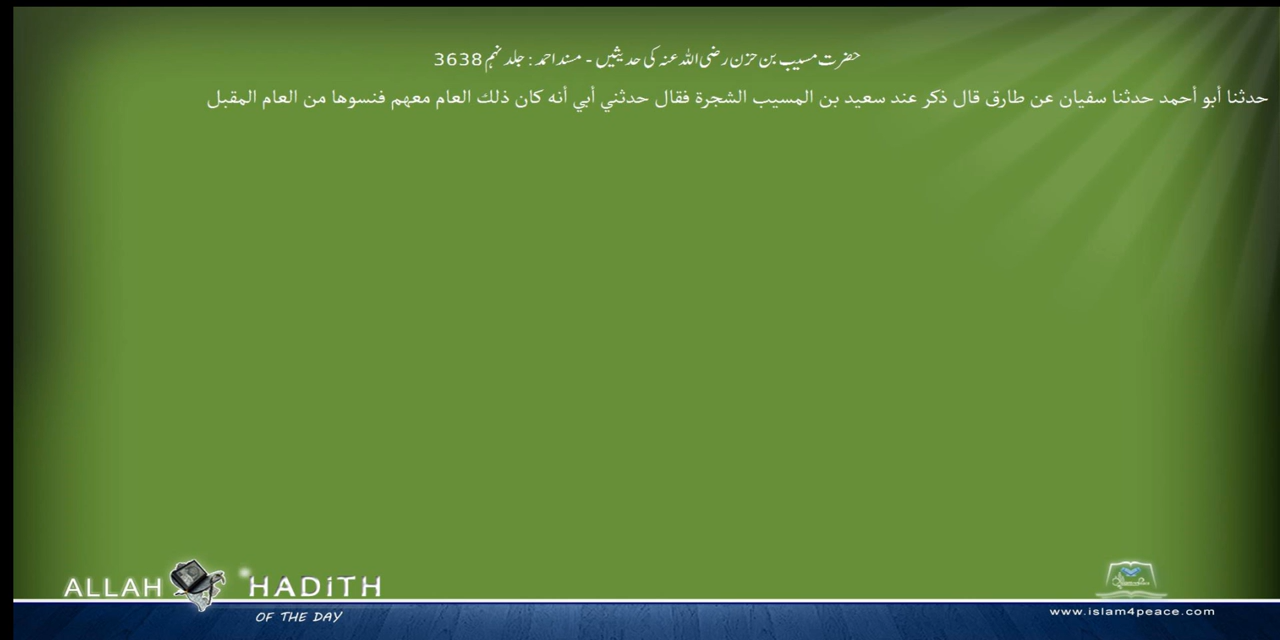 حضرت مسیب بن حزن رضی اللہ عنہ کی حدیثیں - مسند احمد : جلد نہم 3638
حدثنا أبو أحمد حدثنا سفيان عن طارق قال ذكر عند سعيد بن المسيب الشجرة فقال حدثني أبي أنه كان ذلك العام معهم فنسوها من العام المقبل
ALLAH HADITH
OF THE DAY
www.islam4peace.com